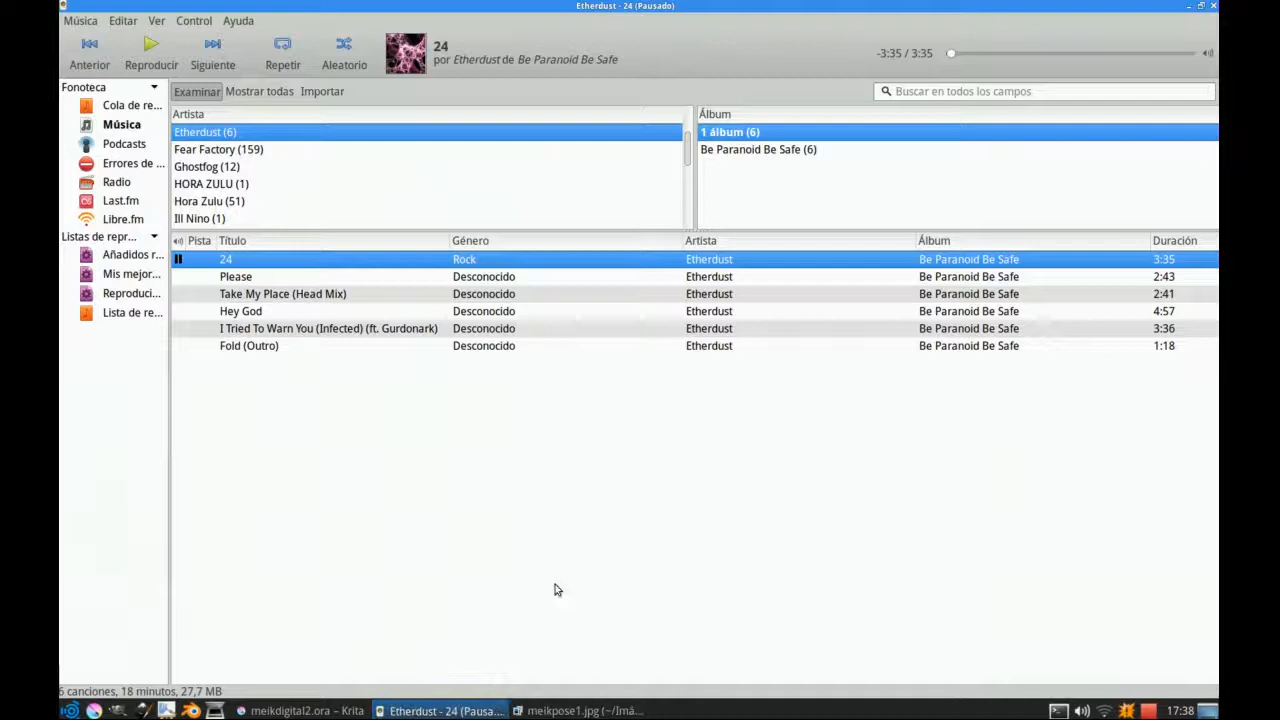 Etherdust - 24 (Pausado)
Música Editar Ver Control Ayuda
Anterior Reproducir Siguiente Repetir Aleatorio
24
por Etherdust de Be Paranoid Be Safe
-3:35 / 3:35
Fonoteca
Cola de re...
Música
Podcasts
Errores de ...
Radio
Last.fm
Libre.fm
Listas de repr...
Añadidos r...
Mis mejor...
Reproduci...
Lista de re...
Examinar Mostrar todas Importar
Buscar en todos los campos
Artista
Etherdust (6)
Fear Factory (159)
Ghostfog (12)
HORA ZULU (1)
Hora Zulu (51)
Ill Nino (1)
Álbum
1 álbum (6)
Be Paranoid Be Safe (6)
Pista Título Género Artista Álbum Duración
24 Rock Etherdust Be Paranoid Be Safe 3:35
Please Desconocido Etherdust Be Paranoid Be Safe 2:43
Take My Place (Head Mix) Desconocido Etherdust Be Paranoid Be Safe 2:41
Hey God Desconocido Etherdust Be Paranoid Be Safe 4:57
I Tried To Warn You (Infected) (ft. Gurdonark) Desconocido Etherdust Be Paranoid Be Safe 3:36
Fold (Outro) Desconocido Etherdust Be Paranoid Be Safe 1:18
6 canciones, 18 minutos, 27,7 MB
meikdigital2.ora – Krita
Etherdust - 24 (Pausa...
meikpose1.jpg (~/Imá...
17:38